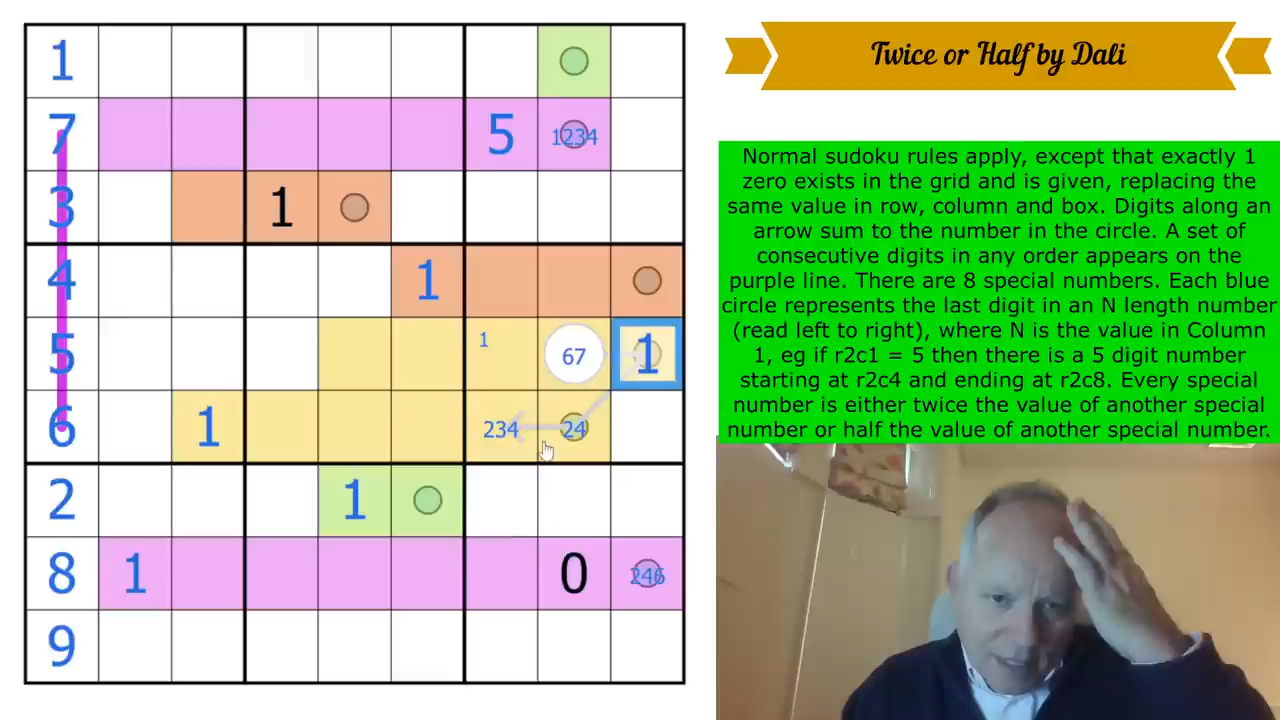 Twice or Half by Dali
Normal sudoku rules apply, except that exactly 1
zero exists in the grid and is given, replacing the
same value in row, column and box. Digits along an
arrow sum to the number in the circle. A set of
consecutive digits in any order appears on the
purple line. There are 8 special numbers. Each blue
circle represents the last digit in an N length number
(read left to right), where N is the value in Column
1, eg if r2c1 = 5 then there is a 5 digit number
starting at r2c4 and ending at r2c8. Every special
number is either twice the value of another special
number or half the value of another special number.
1
7 5 1234
3 1
4 1
5 1 67 1
6 1 234 24
2 1
8 1 0 246
9